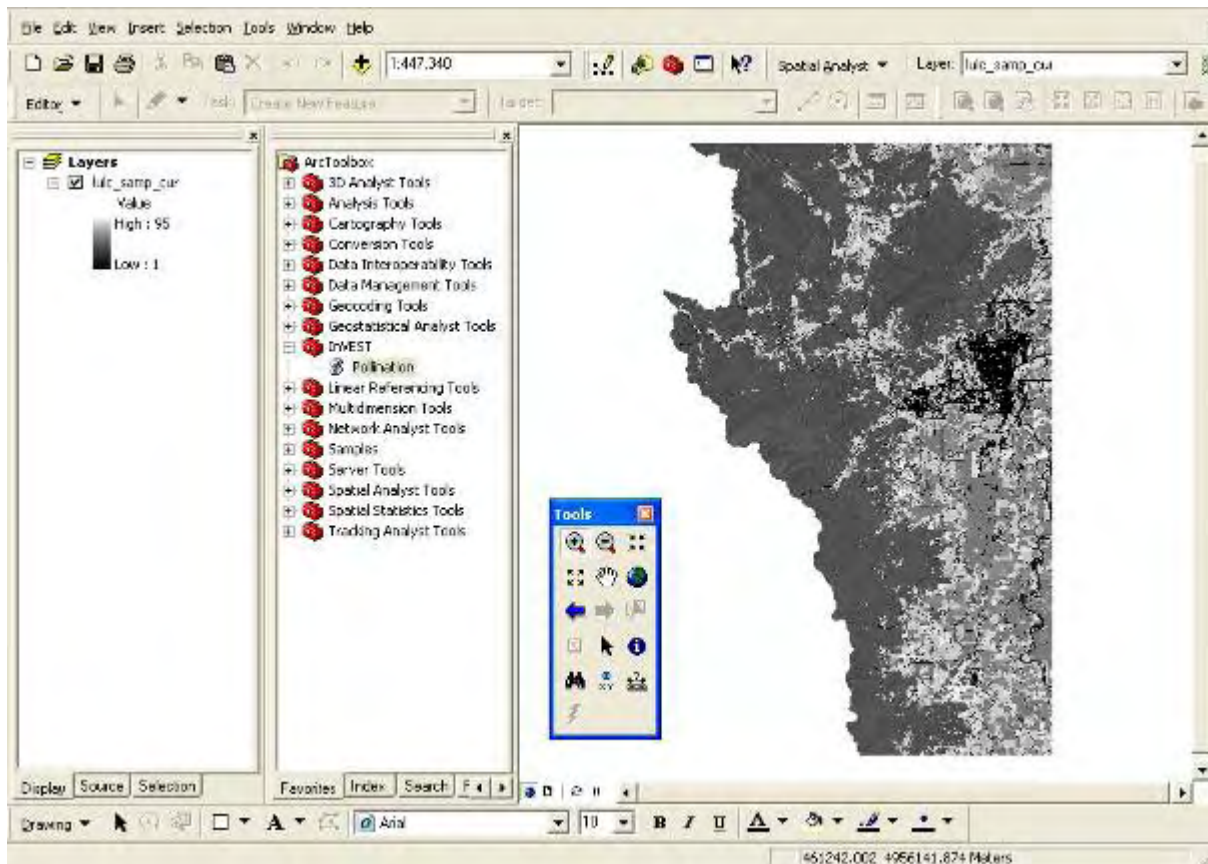 File Edit View Insert Selection Tools Window Help
1:447,340
Spatial Analyst
Layer: lulc_samp_cur
Editor
Task: Create New Feature
Target:
Layers
lulc_samp_cur
Value
High : 95
Low : 1
ArcToolbox
3D Analyst Tools
Analysis Tools
Cartography Tools
Conversion Tools
Data Interoperability Tools
Data Management Tools
Geocoding Tools
Geostatistical Analyst Tools
InVEST
Pollination
Linear Referencing Tools
Multidimension Tools
Network Analyst Tools
Samples
Server Tools
Spatial Analyst Tools
Spatial Statistics Tools
Tracking Analyst Tools
Tools
XY
Display Source Selection
Favorites Index Search F
Drawing
A
Arial
10
B I U A
461242.002 4956141.874 Meters